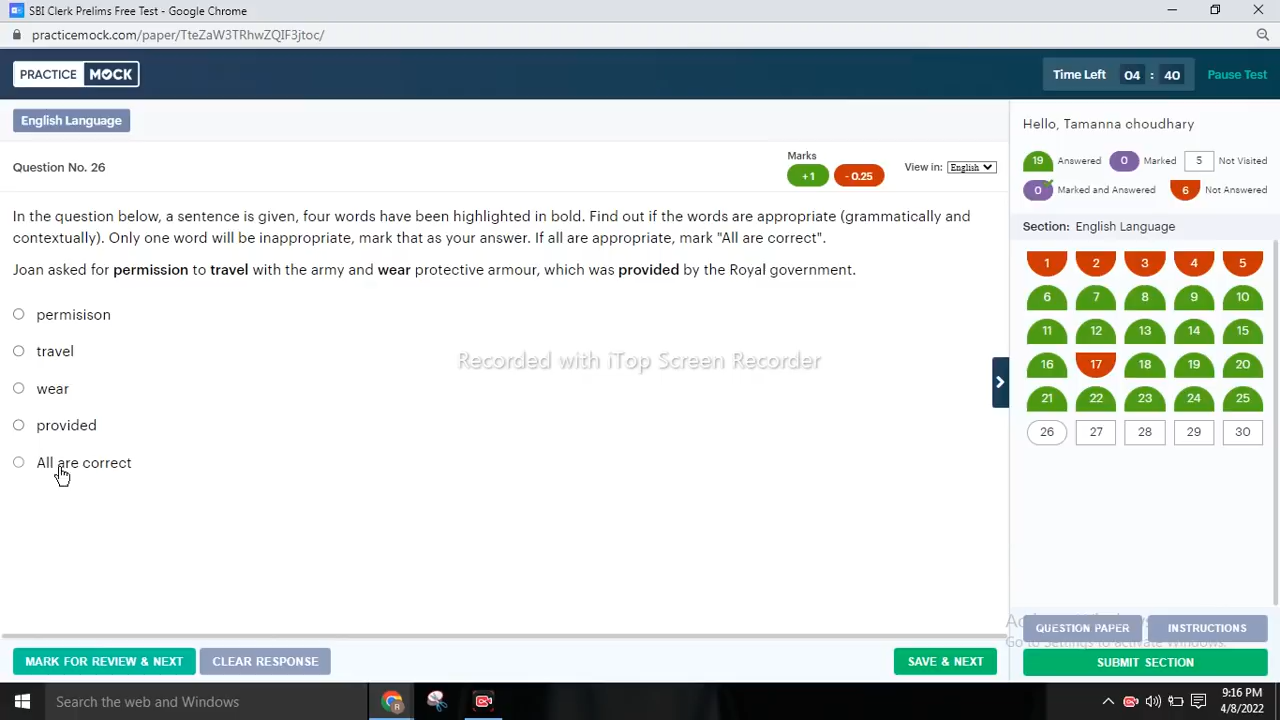 SBI Clerk Prelims Free Test - Google Chrome
practicemock.com/paper/TteZaW3TRhwZQIF3jtoc/
PRACTICE MOCK
Time Left 04 : 40 Pause Test
English Language
Hello, Tamanna choudhary
Question No. 26
Marks
+1 - 0.25
View in: English
19 Answered 0 Marked 5 Not Visited
0 Marked and Answered 6 Not Answered
In the question below, a sentence is given, four words have been highlighted in bold. Find out if the words are appropriate (grammatically and
contextually). Only one word will be inappropriate, mark that as your answer. If all are appropriate, mark "All are correct".
Joan asked for permission to travel with the army and wear protective armour, which was provided by the Royal government.
permisison
travel
wear
provided
All are correct
Recorded with iTop Screen Recorder
Section: English Language
1 2 3 4 5
6 7 8 9 10
11 12 13 14 15
16 17 18 19 20
21 22 23 24 25
26 27 28 29 30
QUESTION PAPER INSTRUCTIONS
Go to Settings to activate Windows.
MARK FOR REVIEW & NEXT CLEAR RESPONSE SAVE & NEXT SUBMIT SECTION
Search the web and Windows
9:16 PM
4/8/2022